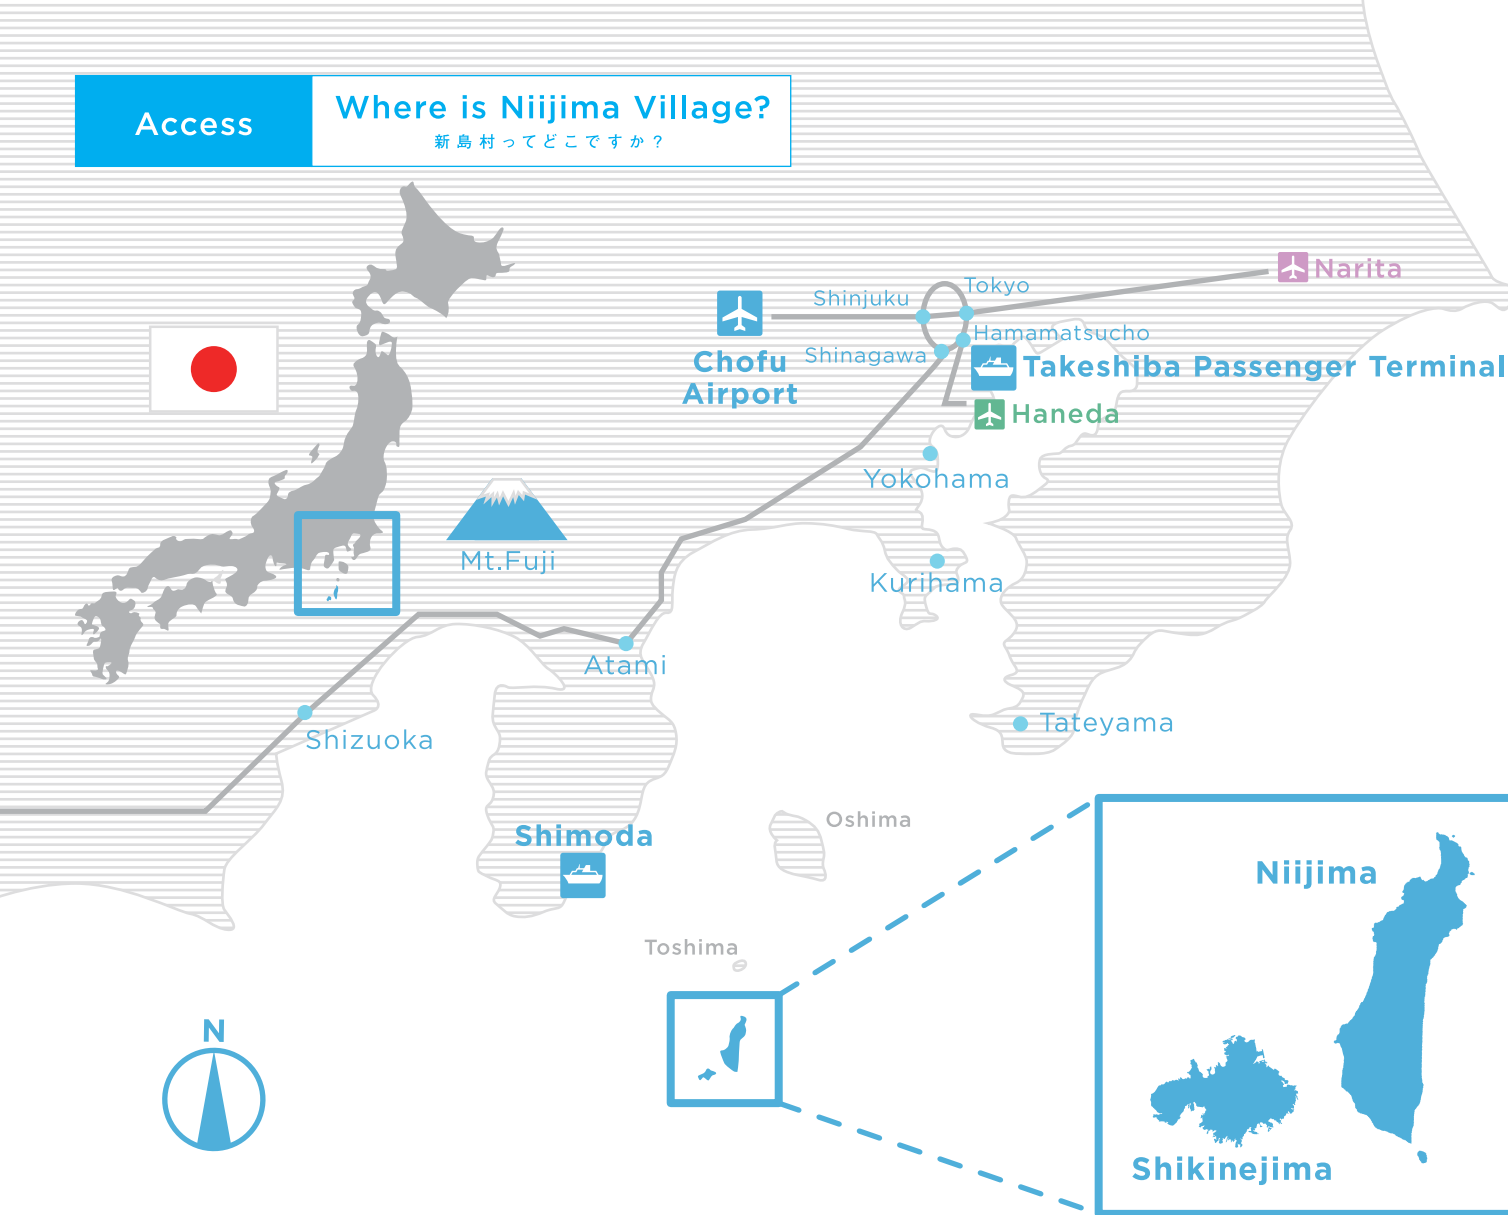 Access
Where is Niijima Village?
新島村ってどこですか？
Narita
Tokyo
Shinjuku
Hamamatsucho
Shinagawa
Chofu
Airport
Takeshiba Passenger Terminal
Haneda
Yokohama
Mt.Fuji
Kurihama
Atami
Shizuoka
Tateyama
Oshima
Shimoda
Niijima
Toshima
N
Shikinejima